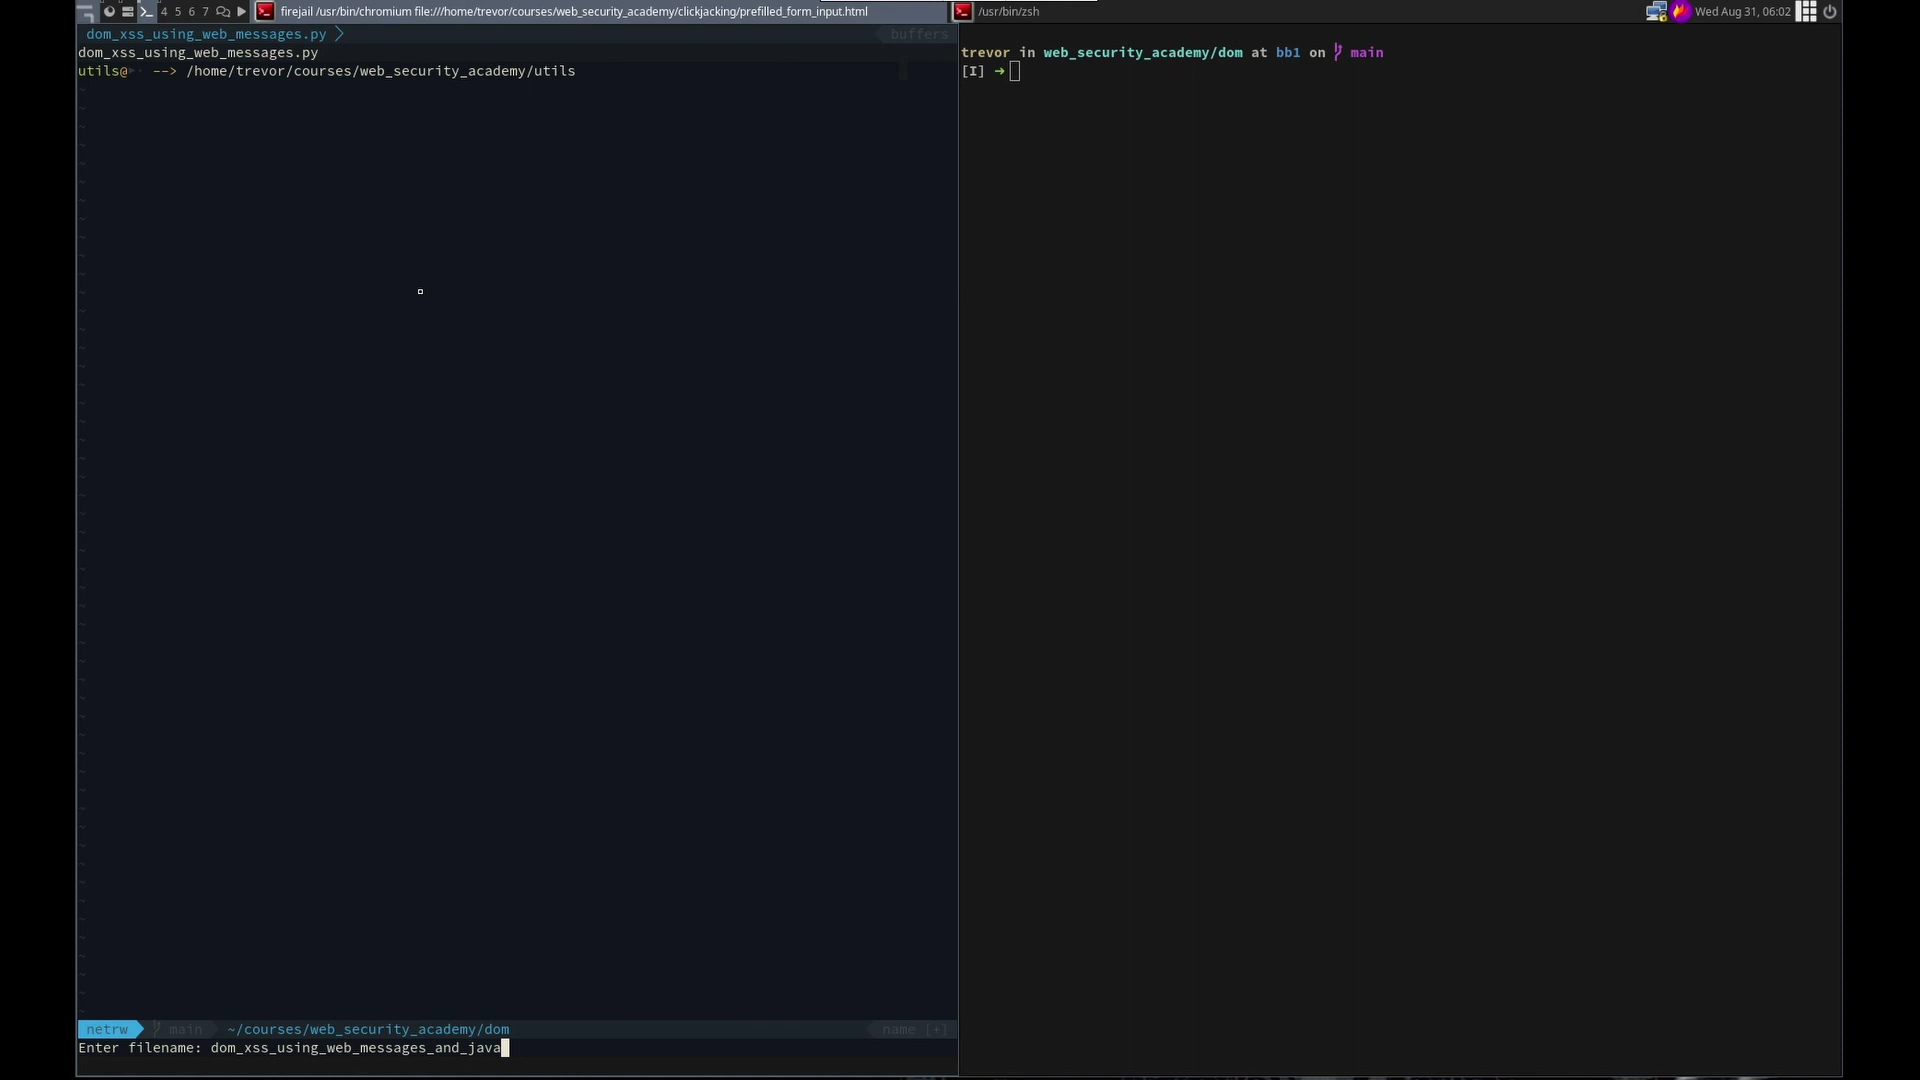 4 5 6 7 firejail /usr/bin/chromium file:///home/trevor/courses/web_security_academy/clickjacking/prefilled_form_input.html /usr/bin/zsh Wed Aug 31, 06:02
dom_xss_using_web_messages.py buffers
dom_xss_using_web_messages.py
utils@ --> /home/trevor/courses/web_security_academy/utils
~
netrw main ~/courses/web_security_academy/dom name [+]
Enter filename: dom_xss_using_web_messages_and_java
trevor in web_security_academy/dom at bb1 on main
[I] ➜